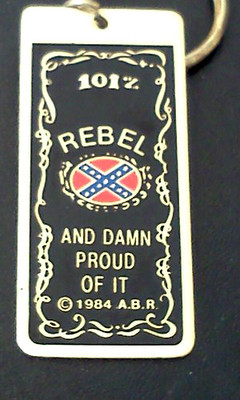 101%
REBEL
AND DAMN
PROUD
OF IT
© 1984 A.B.R.